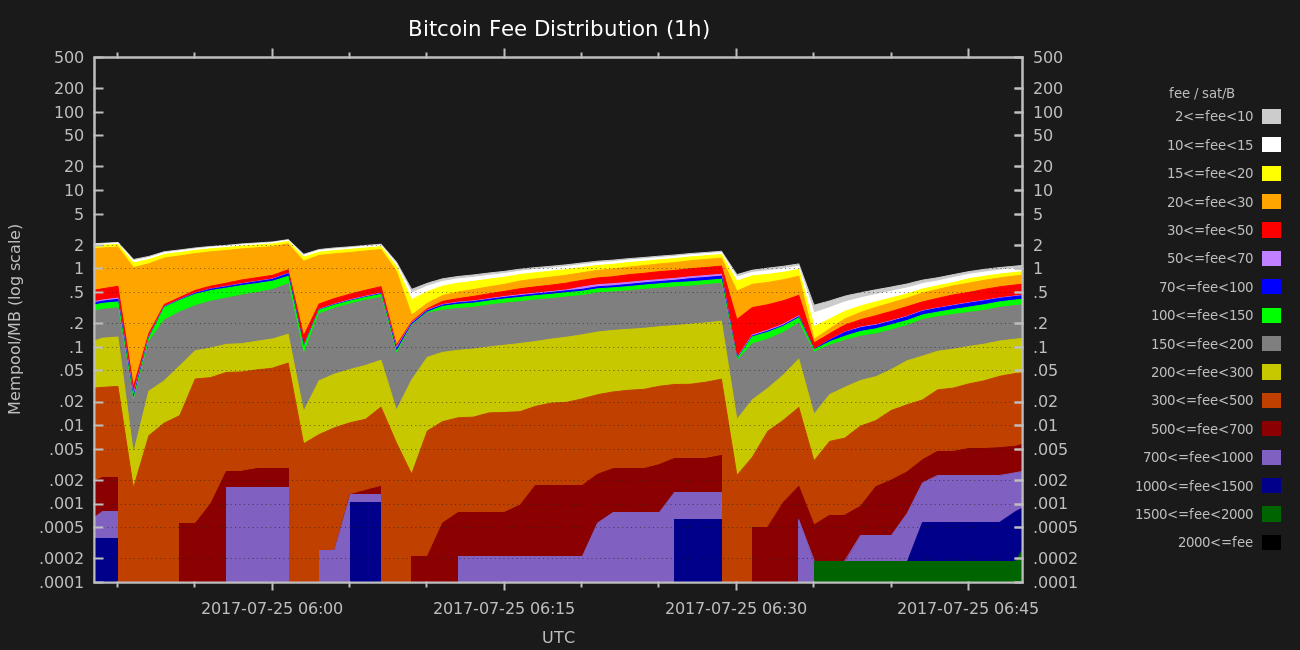 Bitcoin Fee Distribution (1h)
Mempool/MB (log scale)
500
200
100
50
20
10
5
2
1
.5
.2
.1
.05
.02
.01
.005
.002
.001
.0005
.0002
.0001
500
200
100
50
20
10
5
2
1
.5
.2
.1
.05
.02
.01
.005
.002
.001
.0005
.0002
.0001
2017-07-25 06:00
2017-07-25 06:15
2017-07-25 06:30
2017-07-25 06:45
UTC
fee / sat/B
2<=fee<10
10<=fee<15
15<=fee<20
20<=fee<30
30<=fee<50
50<=fee<70
70<=fee<100
100<=fee<150
150<=fee<200
200<=fee<300
300<=fee<500
500<=fee<700
700<=fee<1000
1000<=fee<1500
1500<=fee<2000
2000<=fee